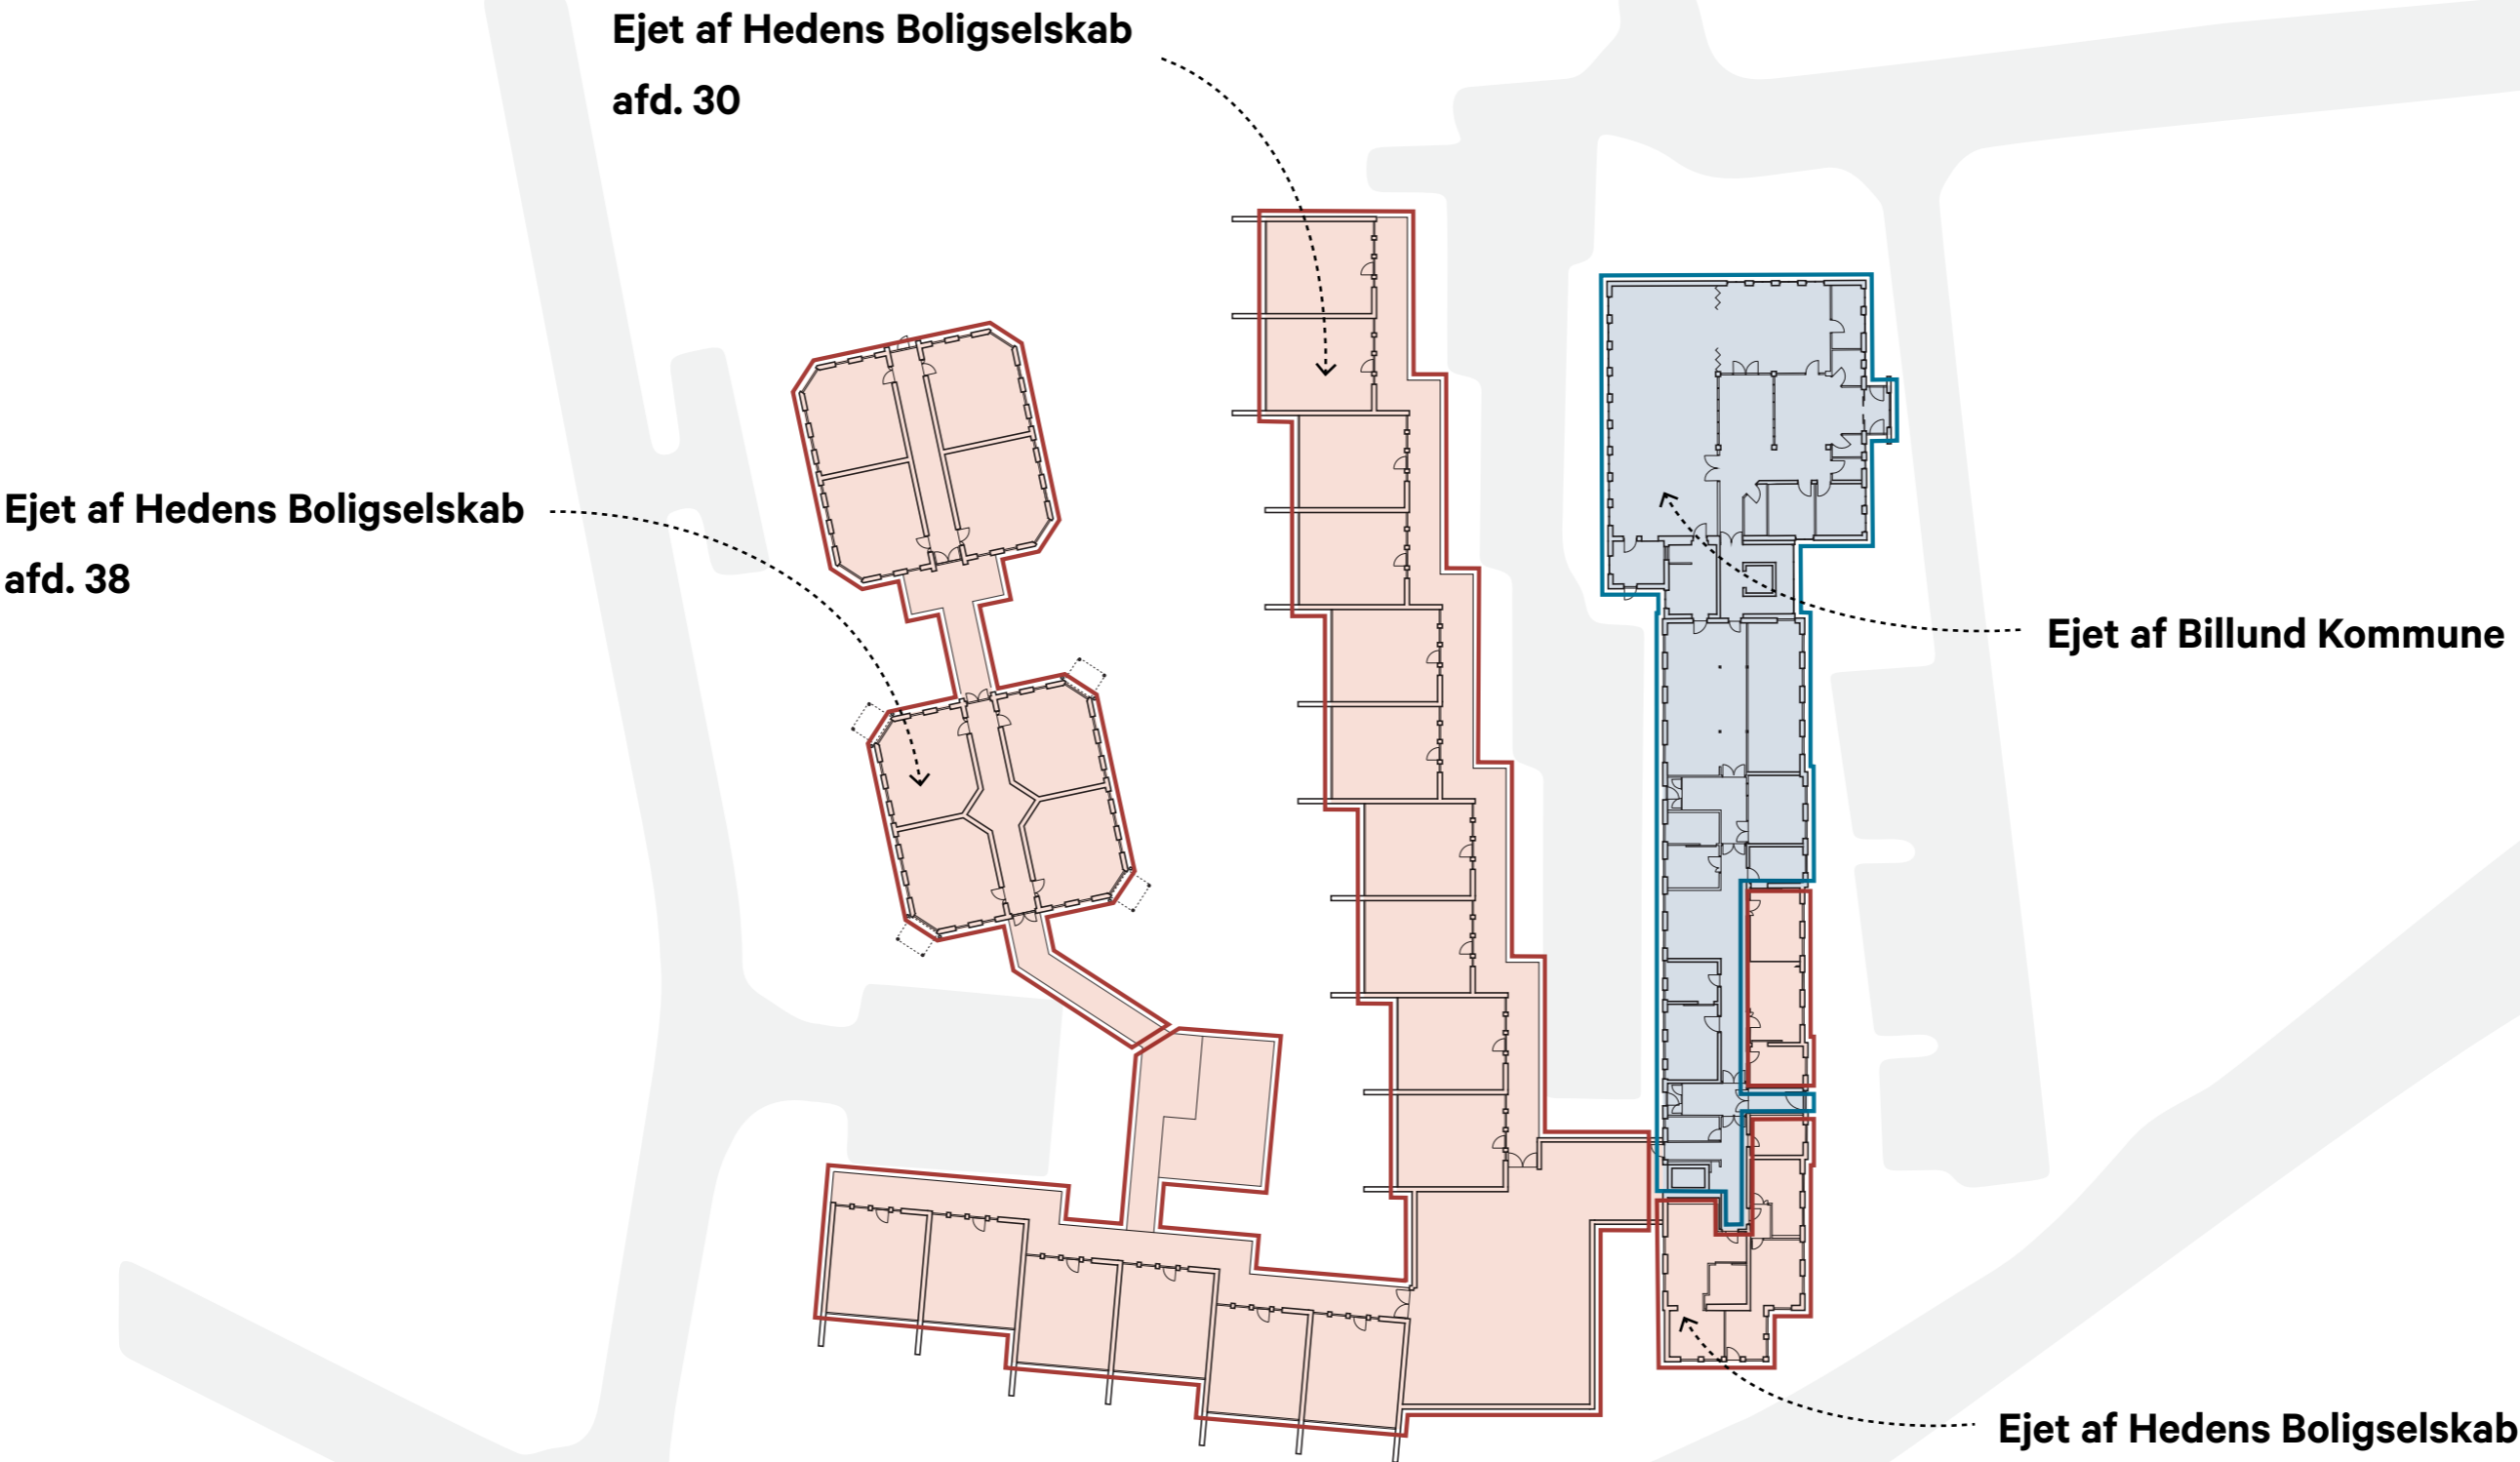 Ejet af Hedens Boligselskab
afd. 30
Ejet af Hedens Boligselskab
afd. 38
Ejet af Billund Kommune
Ejet af Hedens Boligselskab